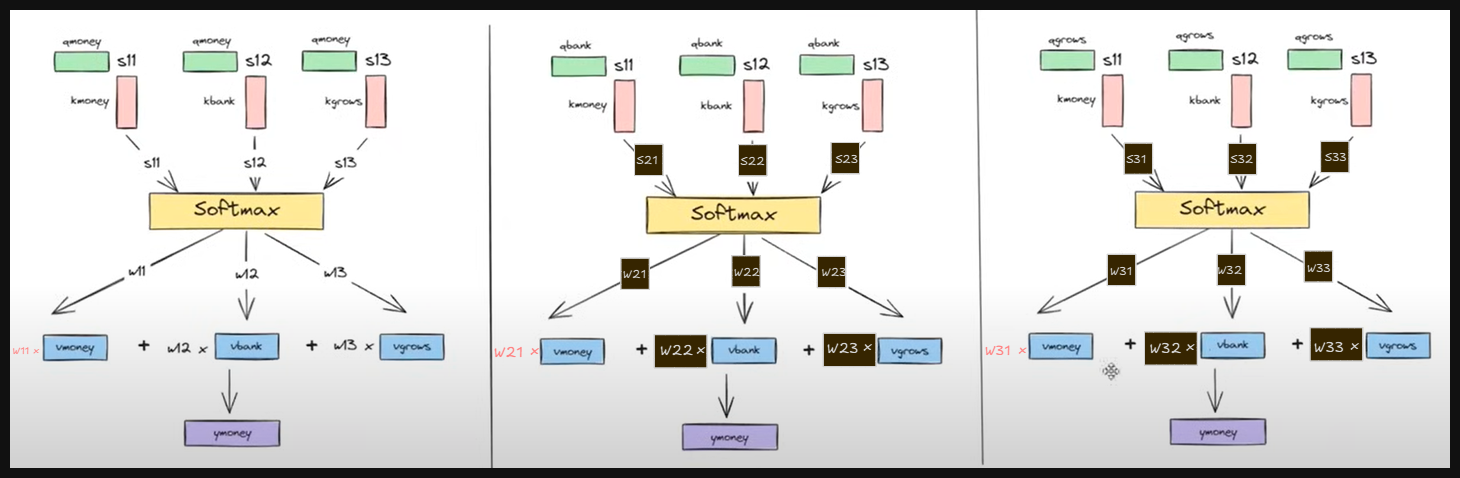 qmoney qmoney qmoney
s11 s12 s13
kmoney kbank kgrows
s11 s12 s13
Softmax
w11 w12 w13
W11 × vmoney + w12 × vbank + w13 × vgrows
ymoney
qbank qbank qbank
s11 s12 s13
kmoney kbank kgrows
S21 S22 S23
Softmax
W21 W22 W23
W21 × vmoney + W22 × vbank + W23 × vgrows
ymoney
qgrows qgrows qgrows
s11 s12 s13
kmoney kbank kgrows
S31 S32 S33
Softmax
W31 W32 W33
W31 × vmoney + W32 × vbank + W33 × vgrows
ymoney